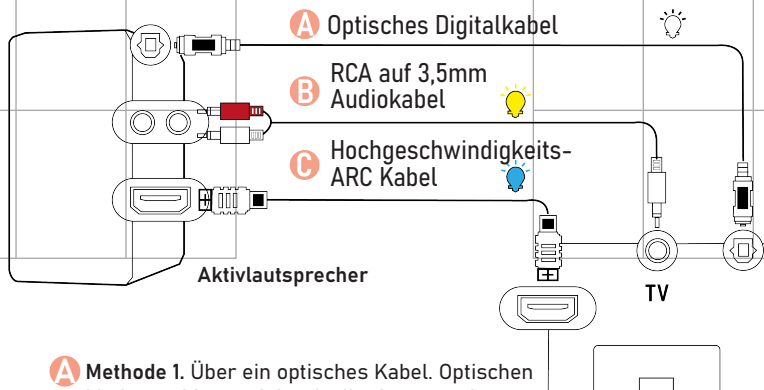 A Optisches Digitalkabel
B RCA auf 3,5mm
Audiokabel
C Hochgeschwindigkeits-
ARC Kabel
Aktivlautsprecher
TV
A Methode 1. Über ein optisches Kabel. Optischen